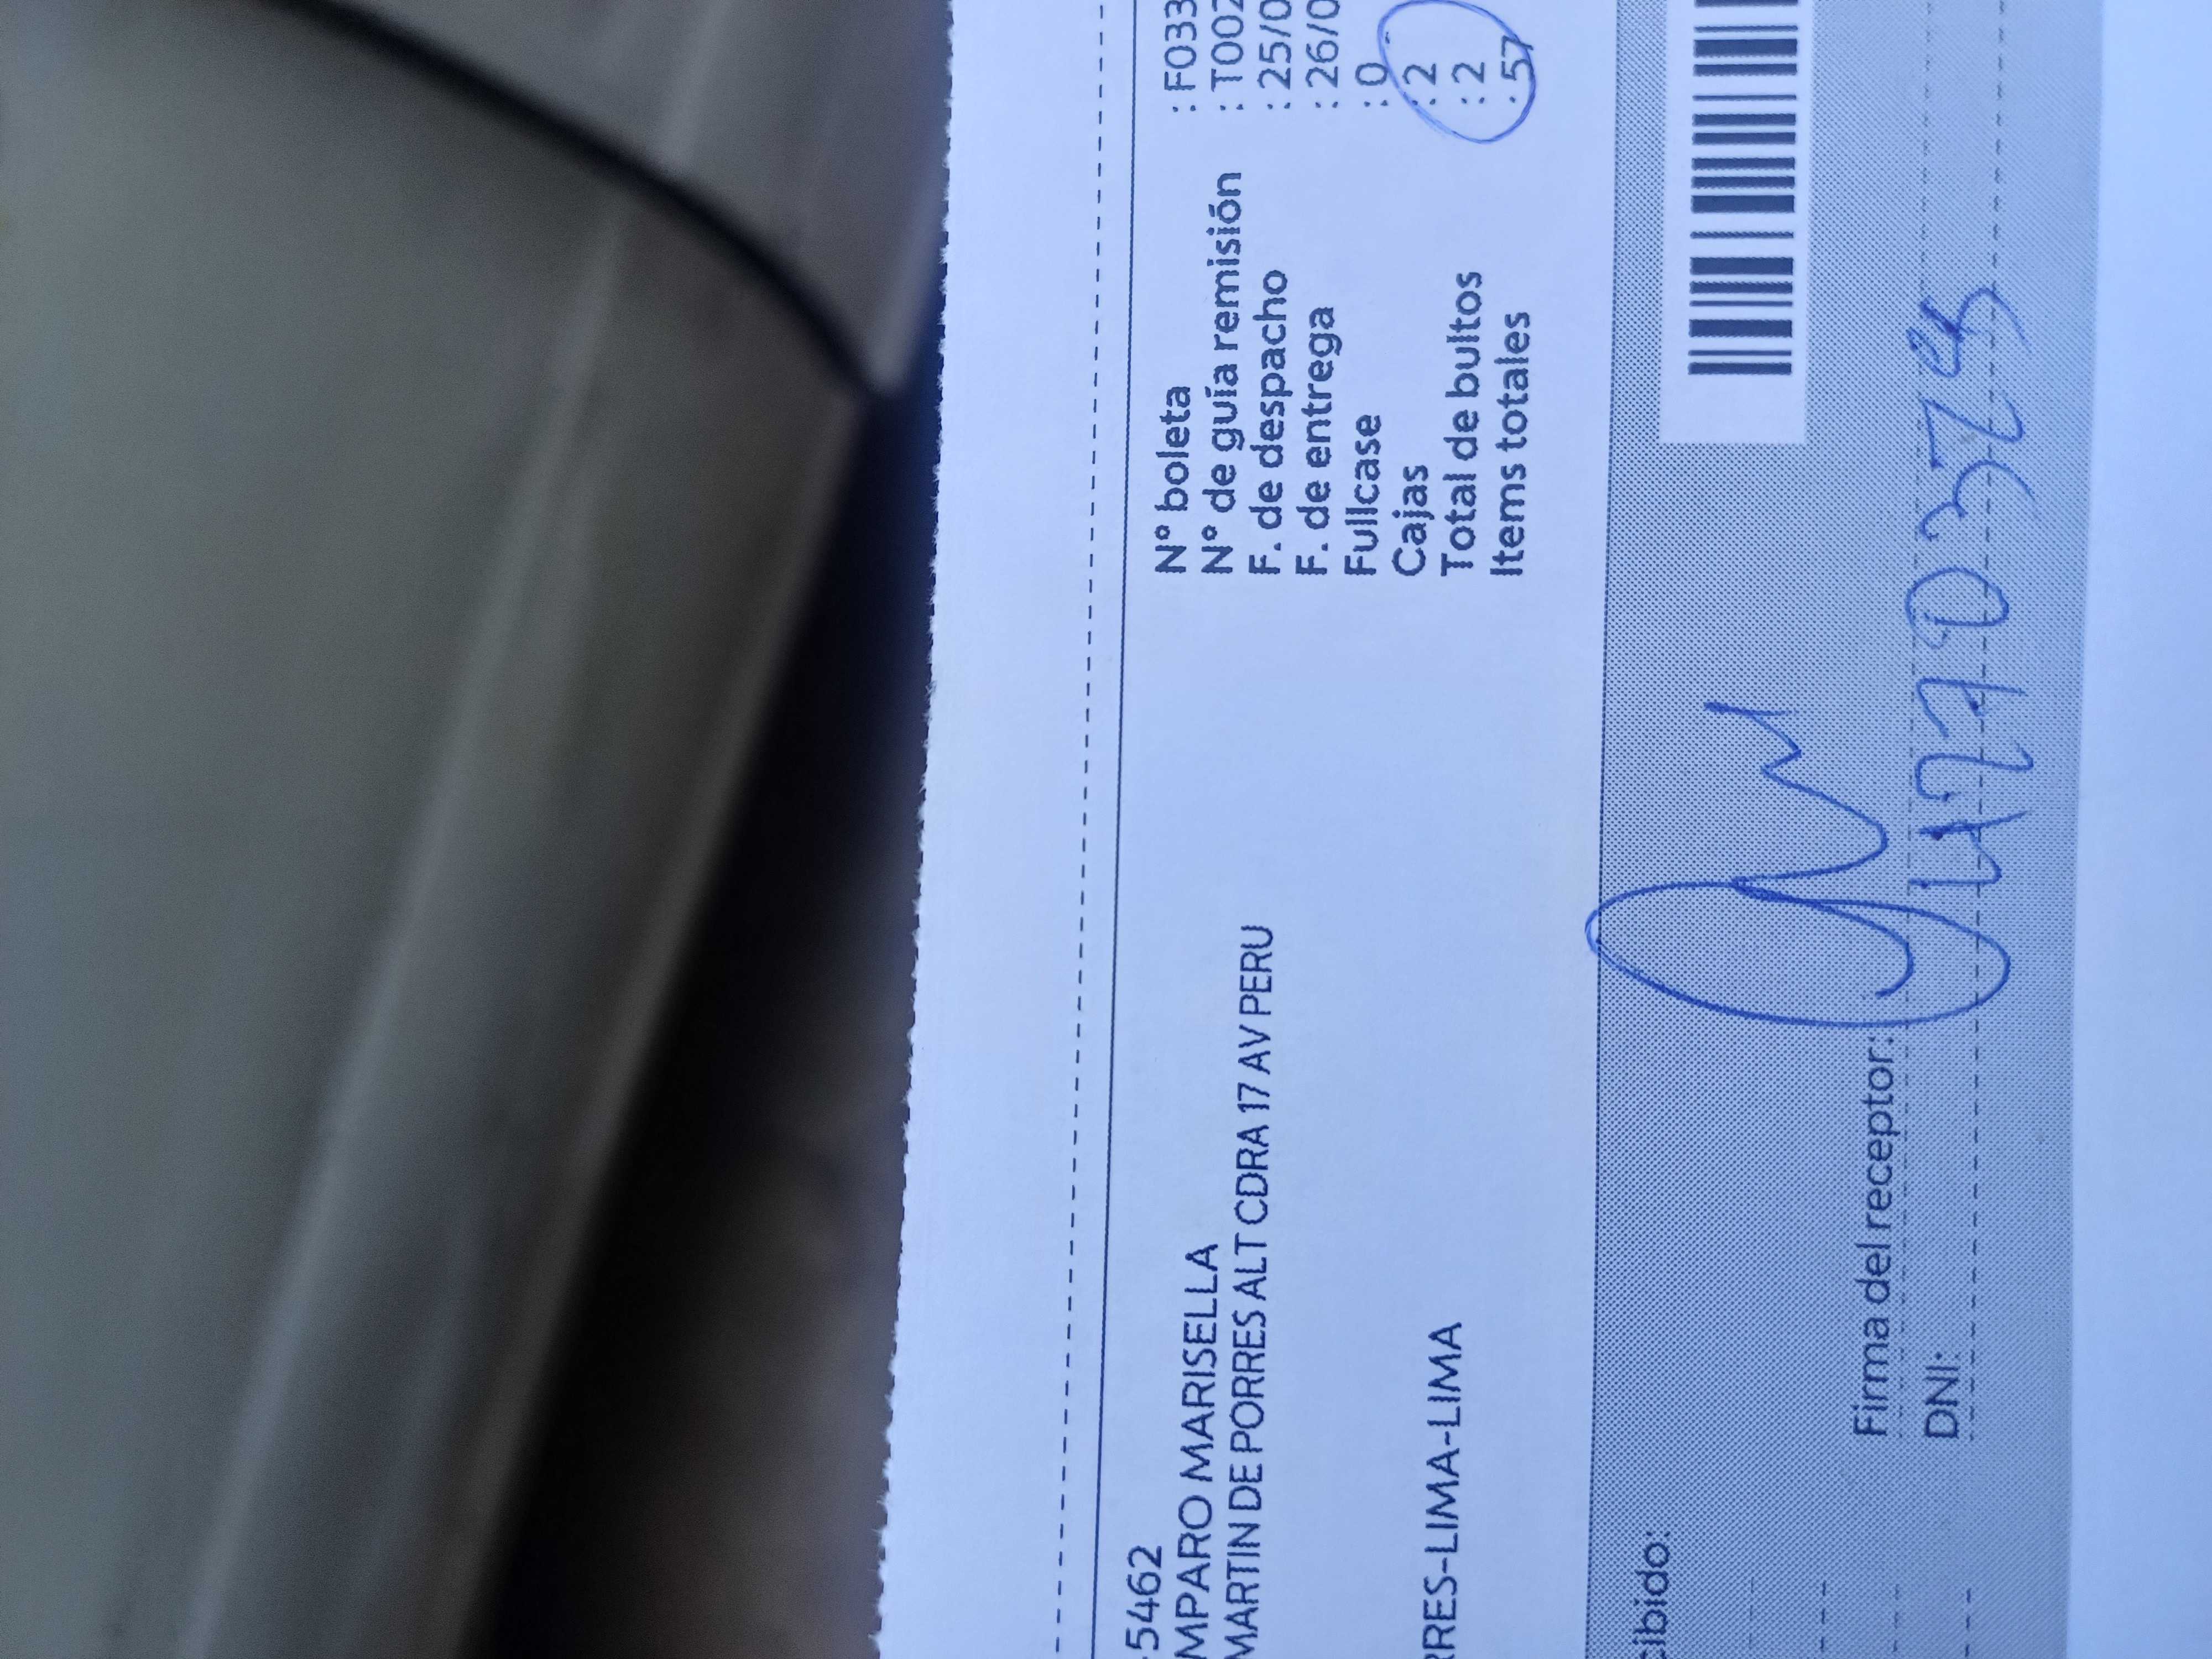 -5462
MPARO MARISELLA
MARTIN DE PORRES ALT CDRA 17 AV PERU
RRES-LIMA-LIMA
N° boleta : F033
N° de guía remisión : T002
F. de despacho : 25/0
F. de entrega : 26/0
Fullcase : 0
Cajas : 2
Total de bultos : 2
Items totales : 57
cibido:
Firma del receptor:
DNI: